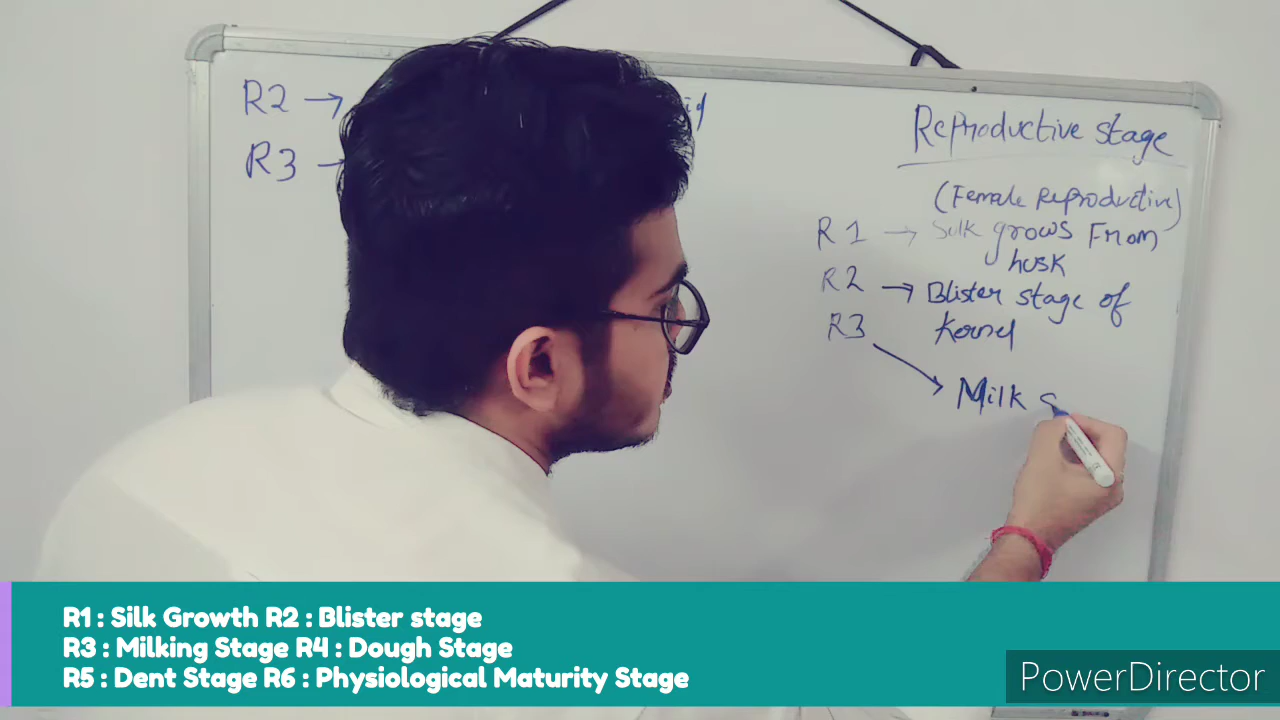 R2 →
R3 →
Reproductive stage
(Female Reproductive)
R1 → Silk grows From
husk
R2 → Blister stage of
Kernel
R3
Milk s
R1 : Silk Growth R2 : Blister stage
R3 : Milking Stage R4 : Dough Stage
R5 : Dent Stage R6 : Physiological Maturity Stage
PowerDirector